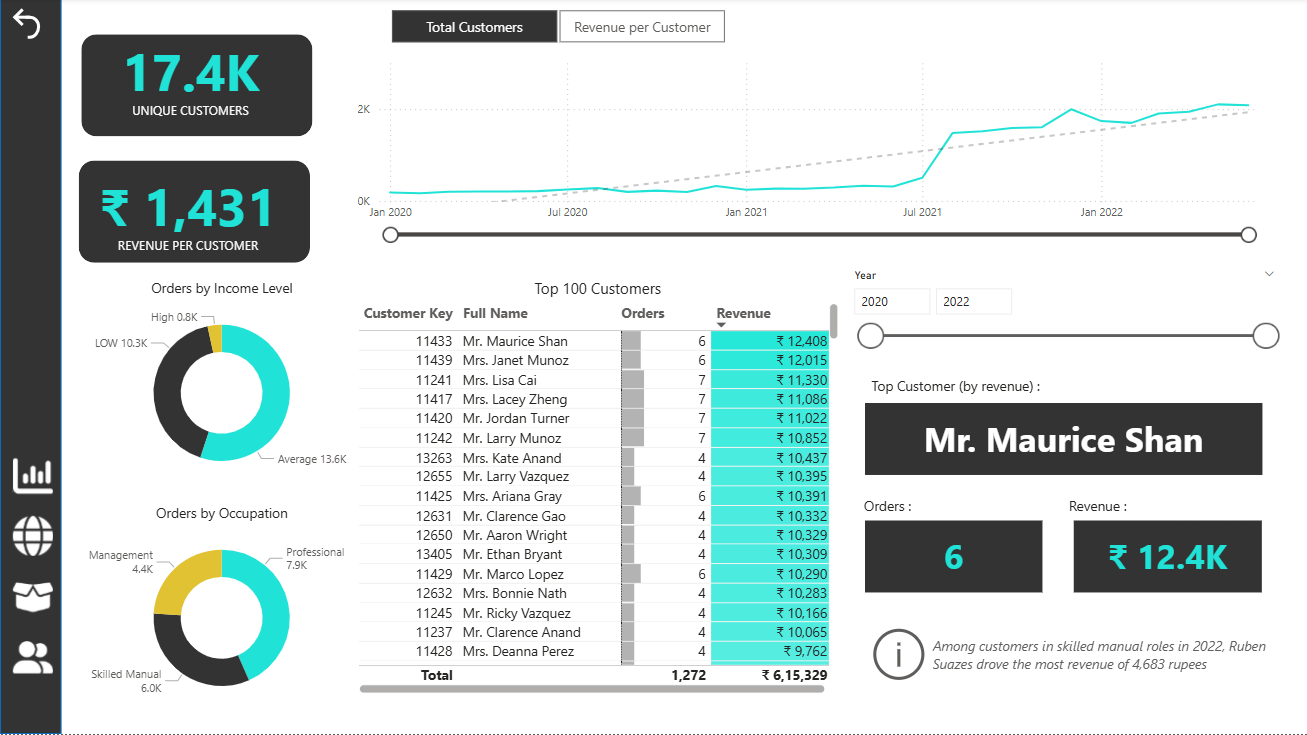 Total Customers
Revenue per Customer
17.4K
UNIQUE CUSTOMERS
₹ 1,431
REVENUE PER CUSTOMER
2K
0K
Jan 2020
Jul 2020
Jan 2021
Jul 2021
Jan 2022
Orders by Income Level
High 0.8K
LOW 10.3K
Average 13.6K
Orders by Occupation
Management
4.4K
Professional
7.9K
Skilled Manual
6.0K
Top 100 Customers
Customer Key Full Name Orders Revenue
11433 Mr. Maurice Shan 6 ₹ 12,408
11439 Mrs. Janet Munoz 6 ₹ 12,015
11241 Mrs. Lisa Cai 7 ₹ 11,330
11417 Mrs. Lacey Zheng 7 ₹ 11,086
11420 Mr. Jordan Turner 7 ₹ 11,022
11242 Mr. Larry Munoz 7 ₹ 10,852
13263 Mrs. Kate Anand 4 ₹ 10,437
12655 Mr. Larry Vazquez 4 ₹ 10,395
11425 Mrs. Ariana Gray 6 ₹ 10,391
12631 Mr. Clarence Gao 4 ₹ 10,332
12650 Mr. Aaron Wright 4 ₹ 10,329
13405 Mr. Ethan Bryant 4 ₹ 10,309
11429 Mr. Marco Lopez 6 ₹ 10,290
12632 Mrs. Bonnie Nath 4 ₹ 10,283
11245 Mr. Ricky Vazquez 4 ₹ 10,166
11237 Mr. Clarence Anand 4 ₹ 10,065
11428 Mrs. Deanna Perez 4 ₹ 9,762
Total 1,272 ₹ 6,15,329
Year
2020
2022
Top Customer (by revenue) :
Mr. Maurice Shan
Orders :
6
Revenue :
₹ 12.4K
i
Among customers in skilled manual roles in 2022, Ruben
Suazes drove the most revenue of 4,683 rupees